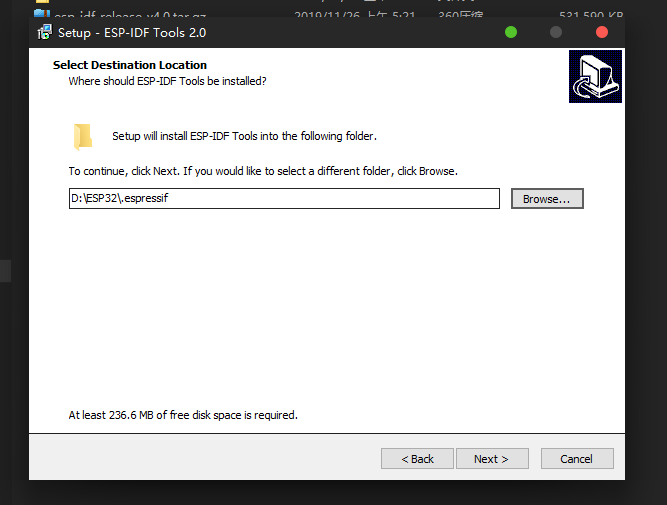 esp-idf-release-v4.0.tar.gz 2019/11/26 上午 5:21 360压缩 531,590 KB
Setup - ESP-IDF Tools 2.0
Select Destination Location
Where should ESP-IDF Tools be installed?
Setup will install ESP-IDF Tools into the following folder.
To continue, click Next. If you would like to select a different folder, click Browse.
D:\ESP32\.espressif
Browse...
At least 236.6 MB of free disk space is required.
< Back
Next >
Cancel